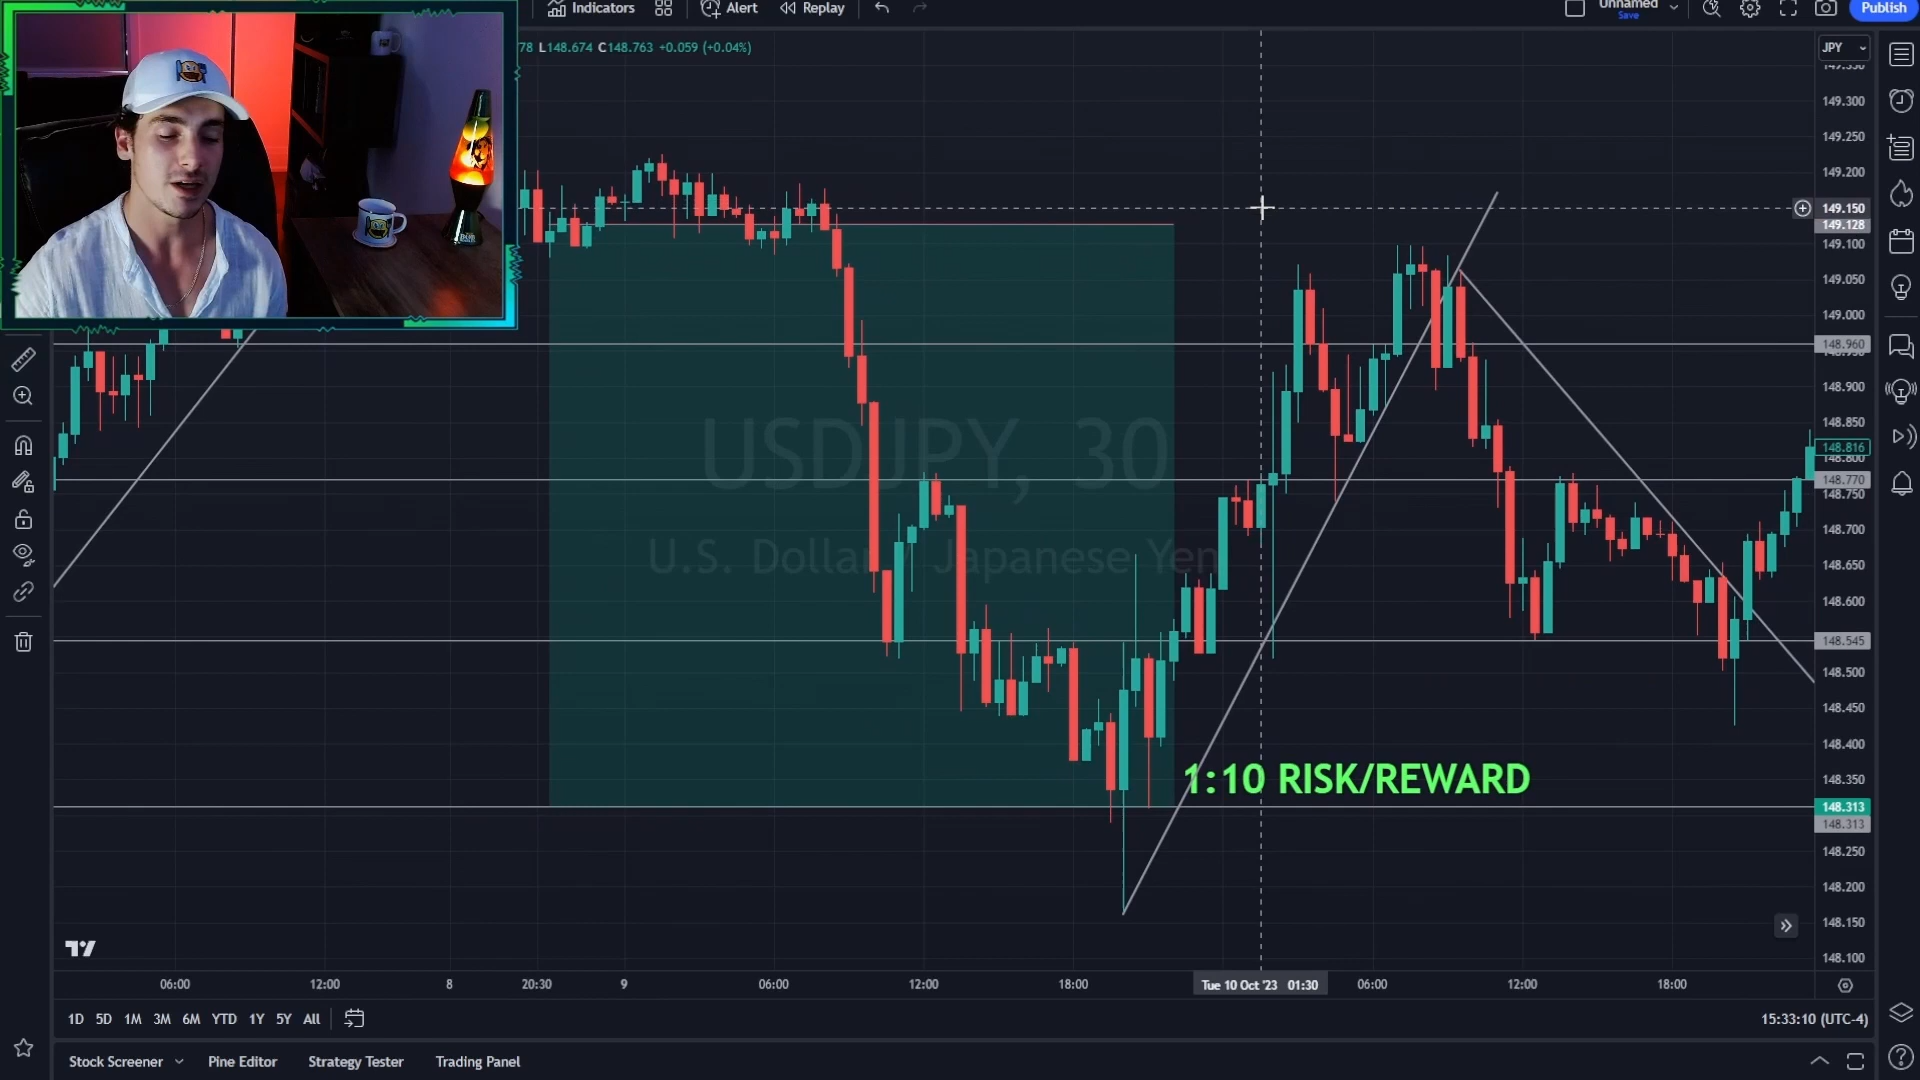 Indicators
Alert
Replay
Unnamed
Save
Publish
78 L148.674 C148.763 +0.059 (+0.04%)
JPY
149.300
149.250
149.200
149.150
149.128
149.100
149.050
149.000
148.960
148.900
148.850
148.816
148.800
148.770
148.750
148.700
148.650
148.600
148.545
148.500
148.450
148.400
148.350
148.313
148.313
148.250
148.200
148.150
148.100
USDJPY, 30
U.S. Dollar / Japanese Yen
1:10 RISK/REWARD
06:00 12:00 8 20:30 9 06:00 12:00 18:00 Tue 10 Oct '23 01:30 06:00 12:00 18:00
1D 5D 1M 3M 6M YTD 1Y 5Y All
15:33:10 (UTC-4)
Stock Screener Pine Editor Strategy Tester Trading Panel